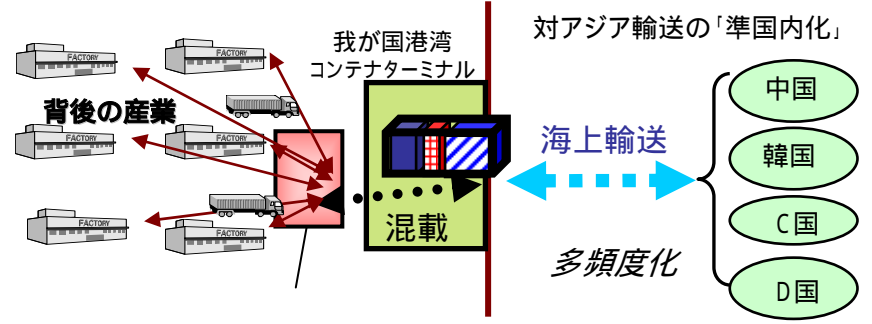 我が国港湾
コンテナターミナル
対アジア輸送の「準国内化」
FACTORY
FACTORY
背後の産業
FACTORY
FACTORY
FACTORY
FACTORY
混載
海上輸送
多頻度化
中国
韓国
C国
D国